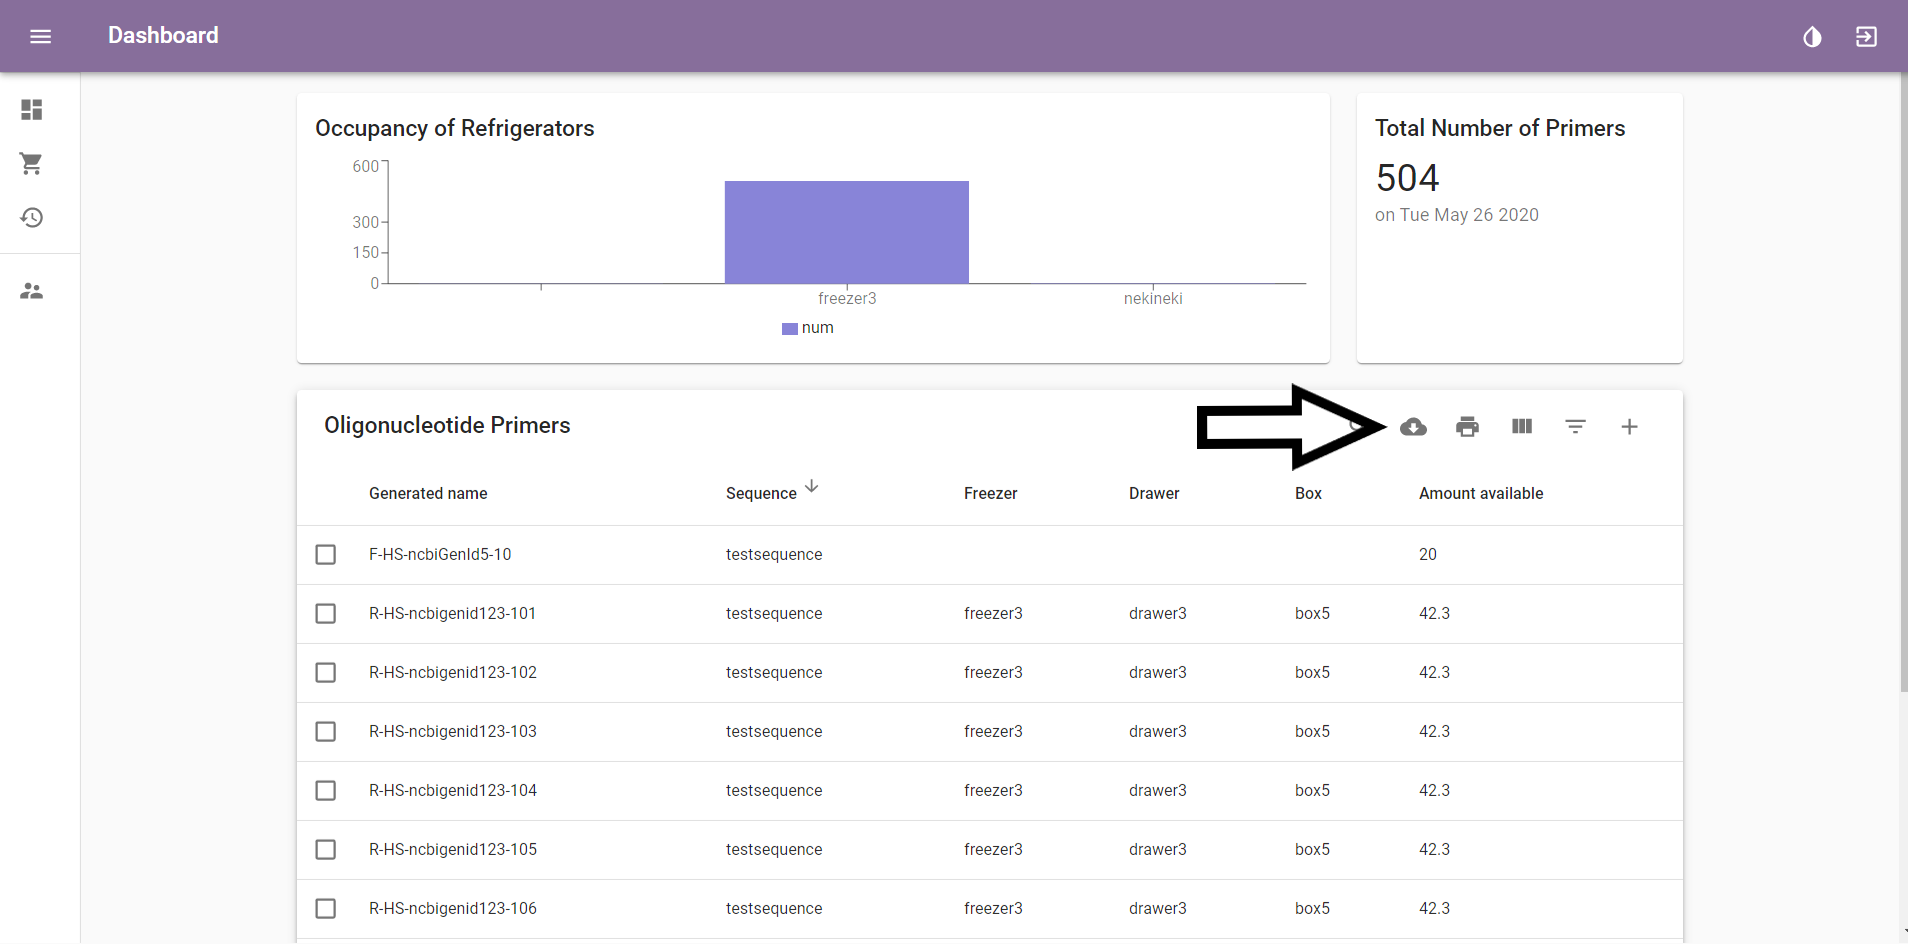 Dashboard
Occupancy of Refrigerators
600
300
150
0
freezer3
nekineki
num
Total Number of Primers
504
on Tue May 26 2020
Oligonucleotide Primers
Generated name Sequence Freezer Drawer Box Amount available
F-HS-ncbiGenId5-10 testsequence 20
R-HS-ncbigenid123-101 testsequence freezer3 drawer3 box5 42.3
R-HS-ncbigenid123-102 testsequence freezer3 drawer3 box5 42.3
R-HS-ncbigenid123-103 testsequence freezer3 drawer3 box5 42.3
R-HS-ncbigenid123-104 testsequence freezer3 drawer3 box5 42.3
R-HS-ncbigenid123-105 testsequence freezer3 drawer3 box5 42.3
R-HS-ncbigenid123-106 testsequence freezer3 drawer3 box5 42.3